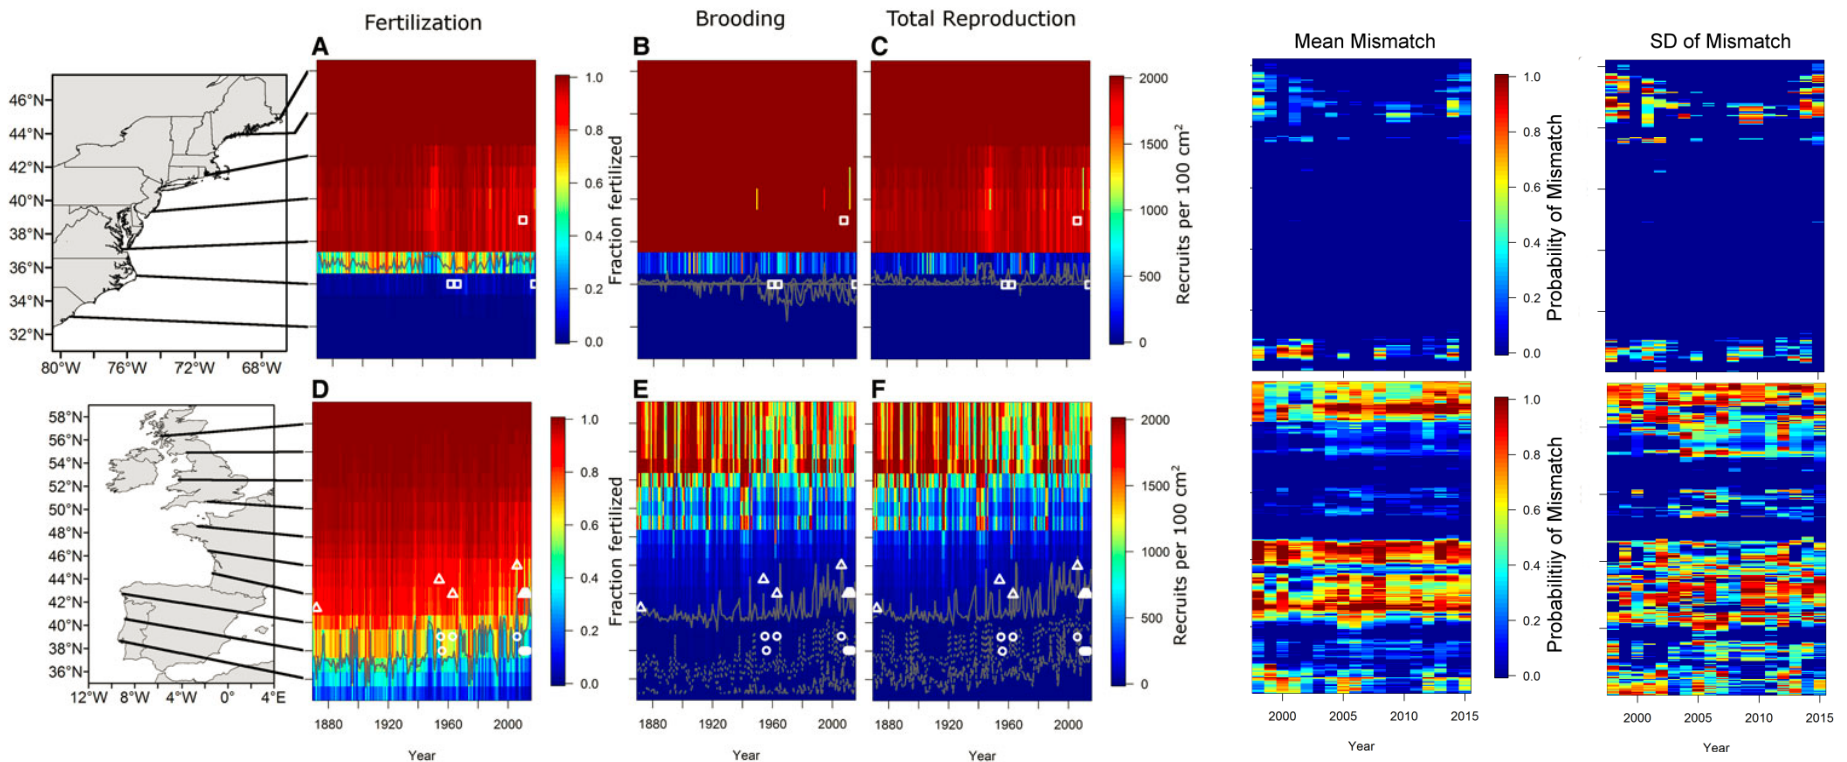 Fertilization
Brooding
Total Reproduction
Mean Mismatch
SD of Mismatch
A
B
C
46°N
44°N
42°N
40°N
38°N
36°N
34°N
32°N
80°W 76°W 72°W 68°W
1.0
0.8
0.6
0.4
0.2
0.0
Fraction fertilized
2000
1500
1000
500
0
Recruits per 100 cm²
1.0
0.8
0.6
0.4
0.2
0.0
Probability of Mismatch
D
E
F
58°N
56°N
54°N
52°N
50°N
48°N
46°N
44°N
42°N
40°N
38°N
36°N
12°W 8°W 4°W 0° 4°E
1.0
0.8
0.6
0.4
0.2
0.0
Fraction fertilized
2000
1500
1000
500
0
Recruits per 100 cm²
1.0
0.8
0.6
0.4
0.2
0.0
Probability of Mismatch
1880 1920 1960 2000
Year
1880 1920 1960 2000
Year
1880 1920 1960 2000
Year
2000 2005 2010 2015
Year
2000 2005 2010 2015
Year